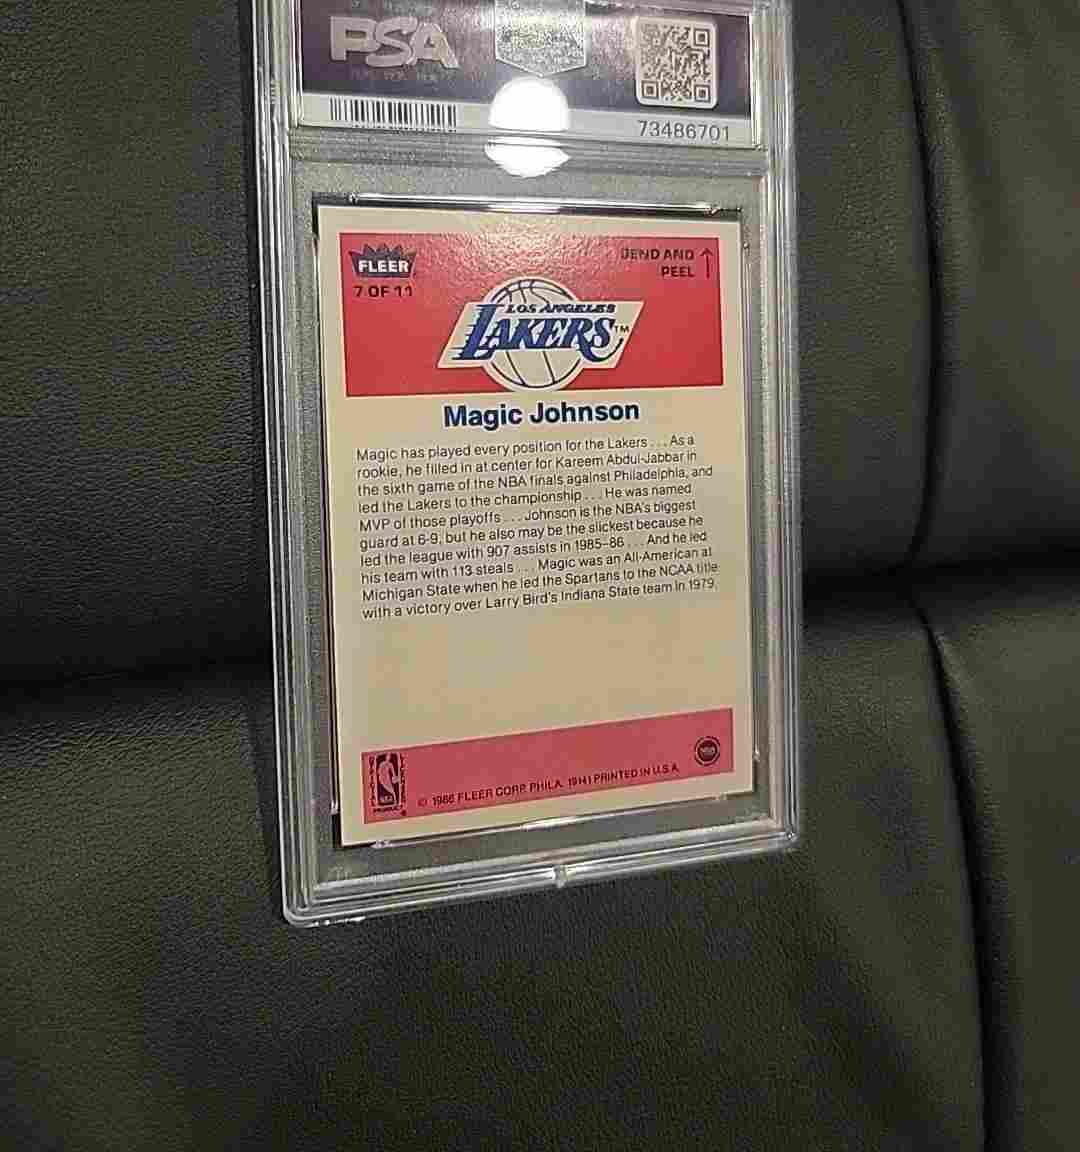 PSA
73486701
FLEER
7 OF 11
BEND AND
PEEL
LOS ANGELES
LAKERS TM
Magic Johnson
Magic has played every position for the Lakers . . . As a
rookie, he filled in at center for Kareem Abdul-Jabbar in
the sixth game of the NBA finals against Philadelphia, and
led the Lakers to the championship . . . He was named
MVP of those playoffs . . . Johnson is the NBA's biggest
guard at 6-9, but he also may be the slickest because he
led the league with 907 assists in 1985-86 . . . And he led
his team with 113 steals . . . Magic was an All-American at
Michigan State when he led the Spartans to the NCAA title
with a victory over Larry Bird's Indiana State team in 1979.
OFFICIAL
LICENSED
NBA
PRODUCT
© 1986 FLEER CORP. PHILA. 19141 PRINTED IN U.S.A.